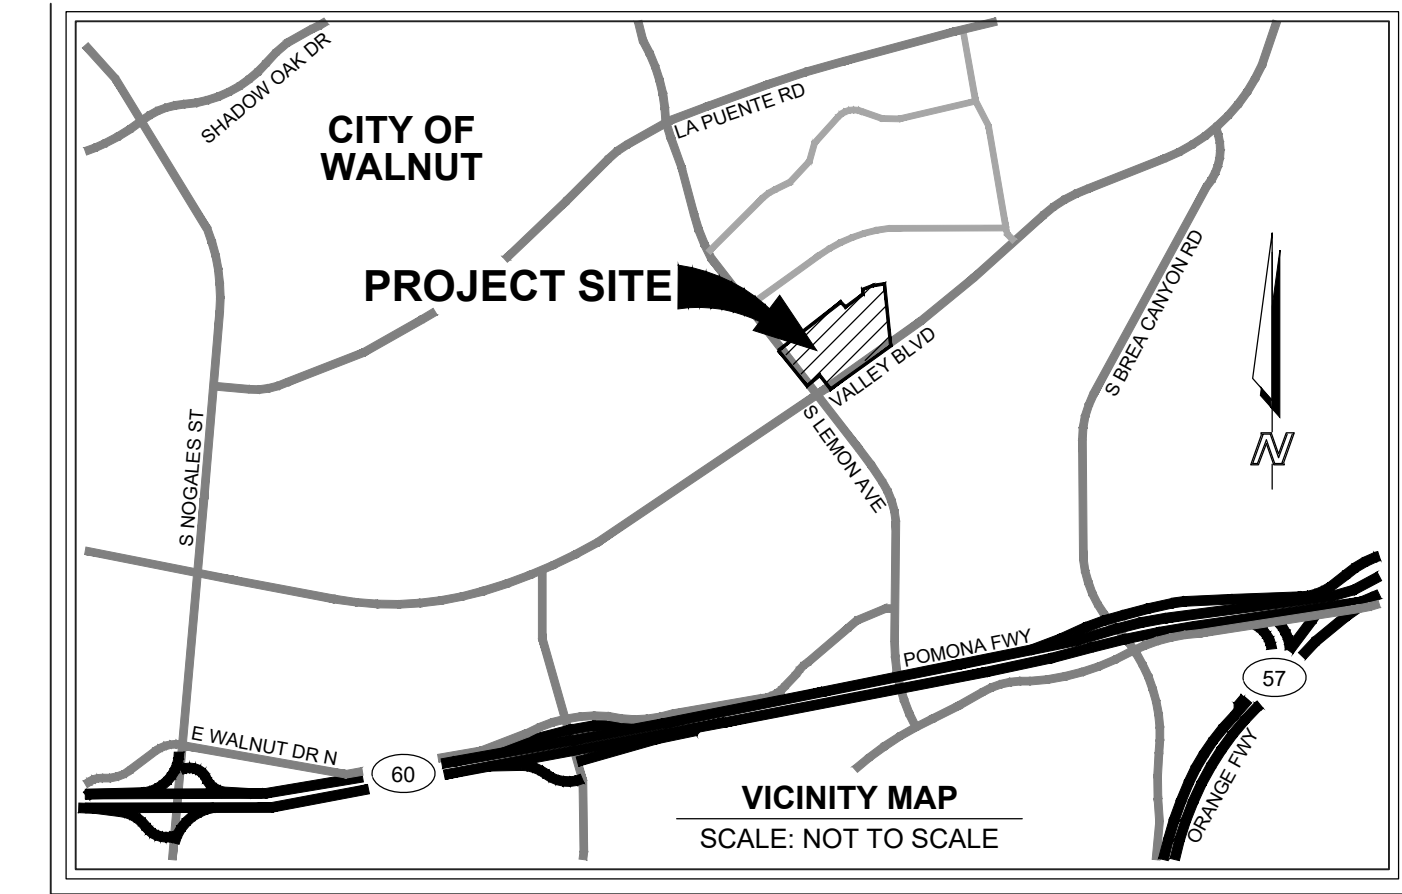 SHADOW OAK DR
CITY OF
WALNUT
LA PUENTE RD
PROJECT SITE
S BREA CANYON RD
VALLEY BLVD
S LEMON AVE
S NOGALES ST
N
POMONA FWY
57
E WALNUT DR N
60
ORANGE FWY
VICINITY MAP
SCALE: NOT TO SCALE